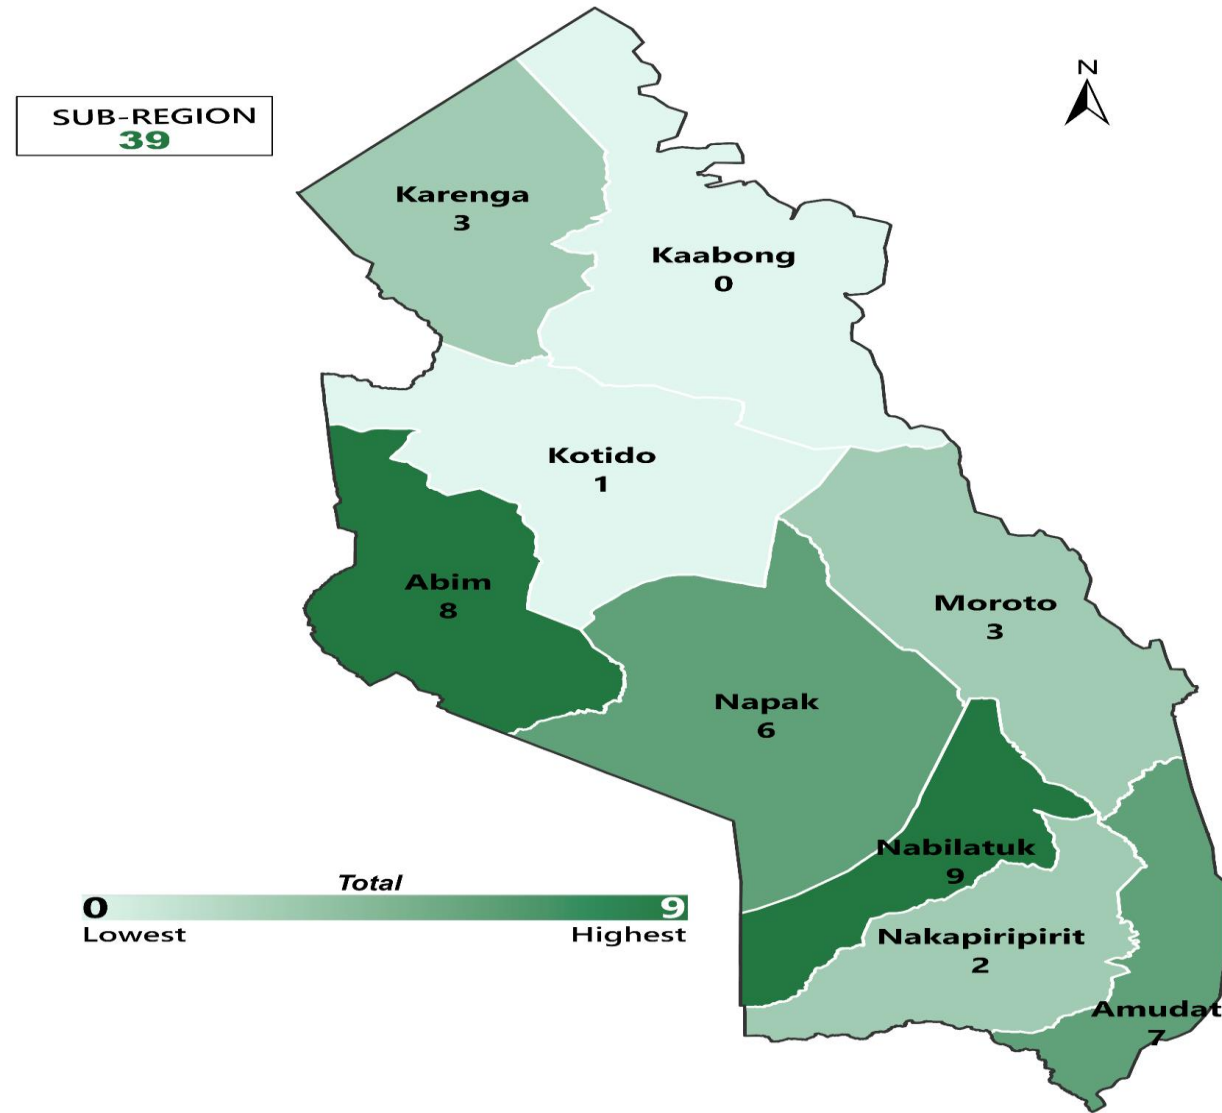 N
SUB-REGION
39
Karenga
3
Kaabong
0
Kotido
1
Abim
8
Moroto
3
Napak
6
Nabilatuk
9
Total
0
9
Lowest
Highest
Nakapiripirit
2
Amudat
7